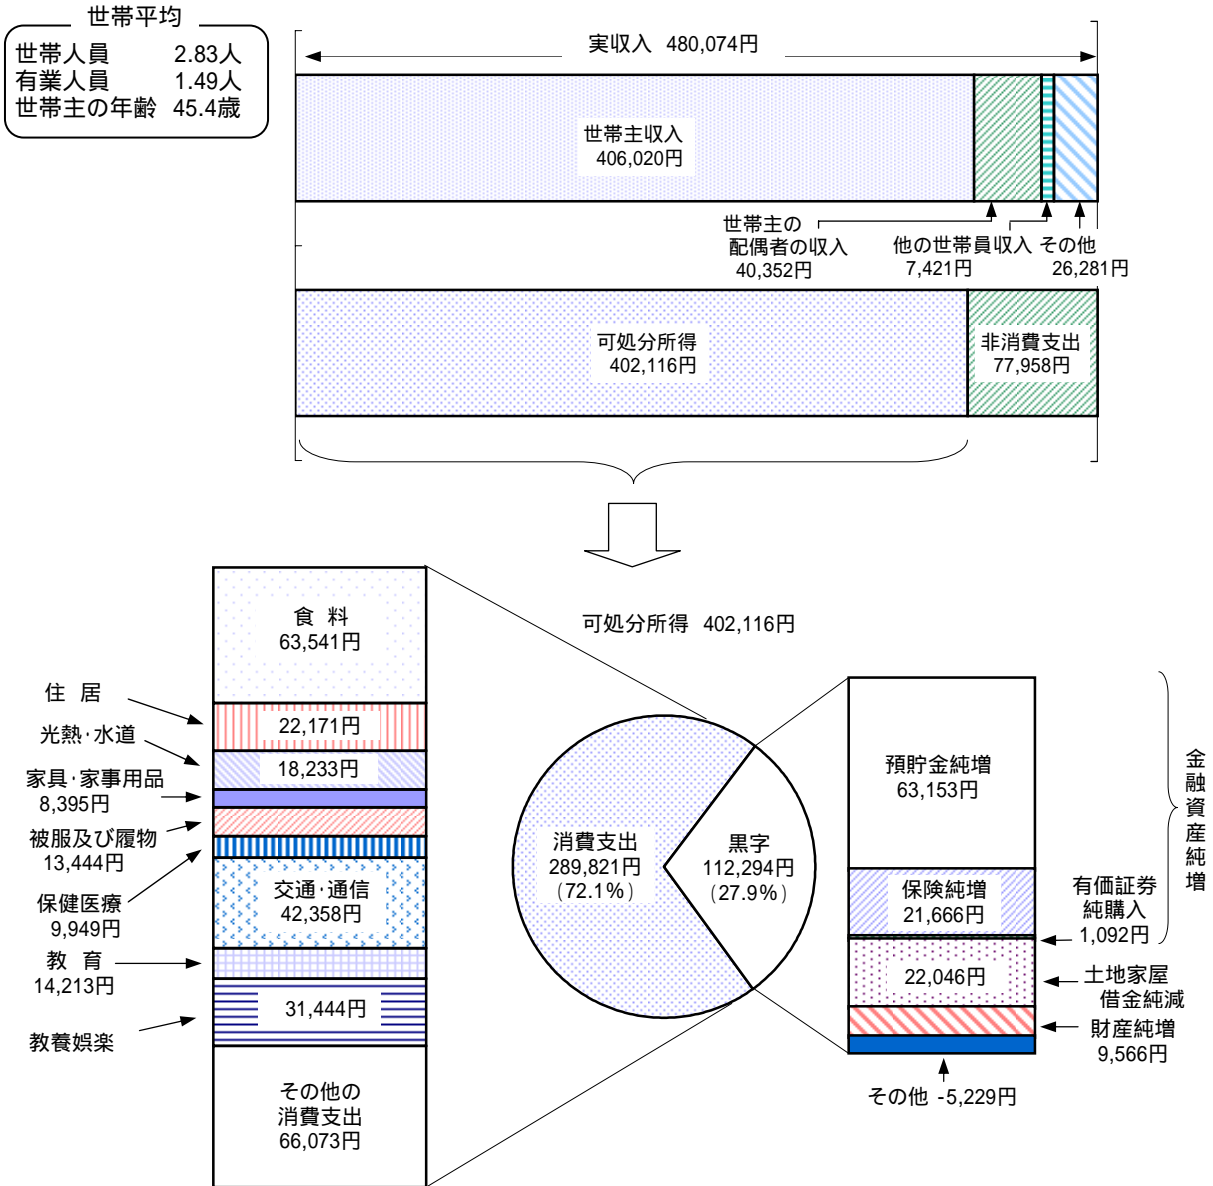 世帯平均
世帯人員 2.83人
有業人員 1.49人
世帯主の年齢 45.4歳
実収入 480,074円
世帯主収入
406,020円
世帯主の
配偶者の収入
40,352円
他の世帯員収入
7,421円
その他
26,281円
可処分所得
402,116円
非消費支出
77,958円
可処分所得 402,116円
食 料
63,541円
住 居
22,171円
光熱・水道
18,233円
家具・家事用品
8,395円
被服及び履物
13,444円
保健医療
9,949円
交通・通信
42,358円
教 育
14,213円
教養娯楽
31,444円
その他の
消費支出
66,073円
消費支出
289,821円
(72.1%)
黒字
112,294円
(27.9%)
預貯金純増
63,153円
保険純増
21,666円
有価証券
純購入
1,092円
金融資産純増
22,046円
土地家屋
借金純減
財産純増
9,566円
その他 -5,229円